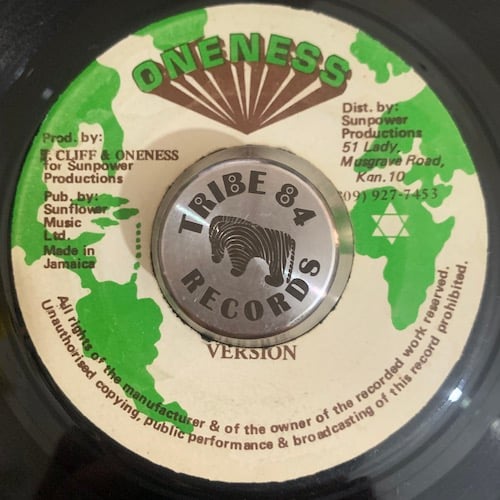 ONENESS
Prod. by:
J. CLIFF & ONENESS
for Sunpower
Productions
Pub. by:
Sunflower
Music
Ltd.
Made in
Jamaica
Dist. by:
Sunpower
Productions
51 Lady,
Musgrave Road,
Kgn. 10
809) 927-7453
TRIBE 84
RECORDS
VERSION
All rights of the manufacturer & of the owner of the recorded work reserved.
Unauthorised copying, public performance & broadcasting of this record prohibited.